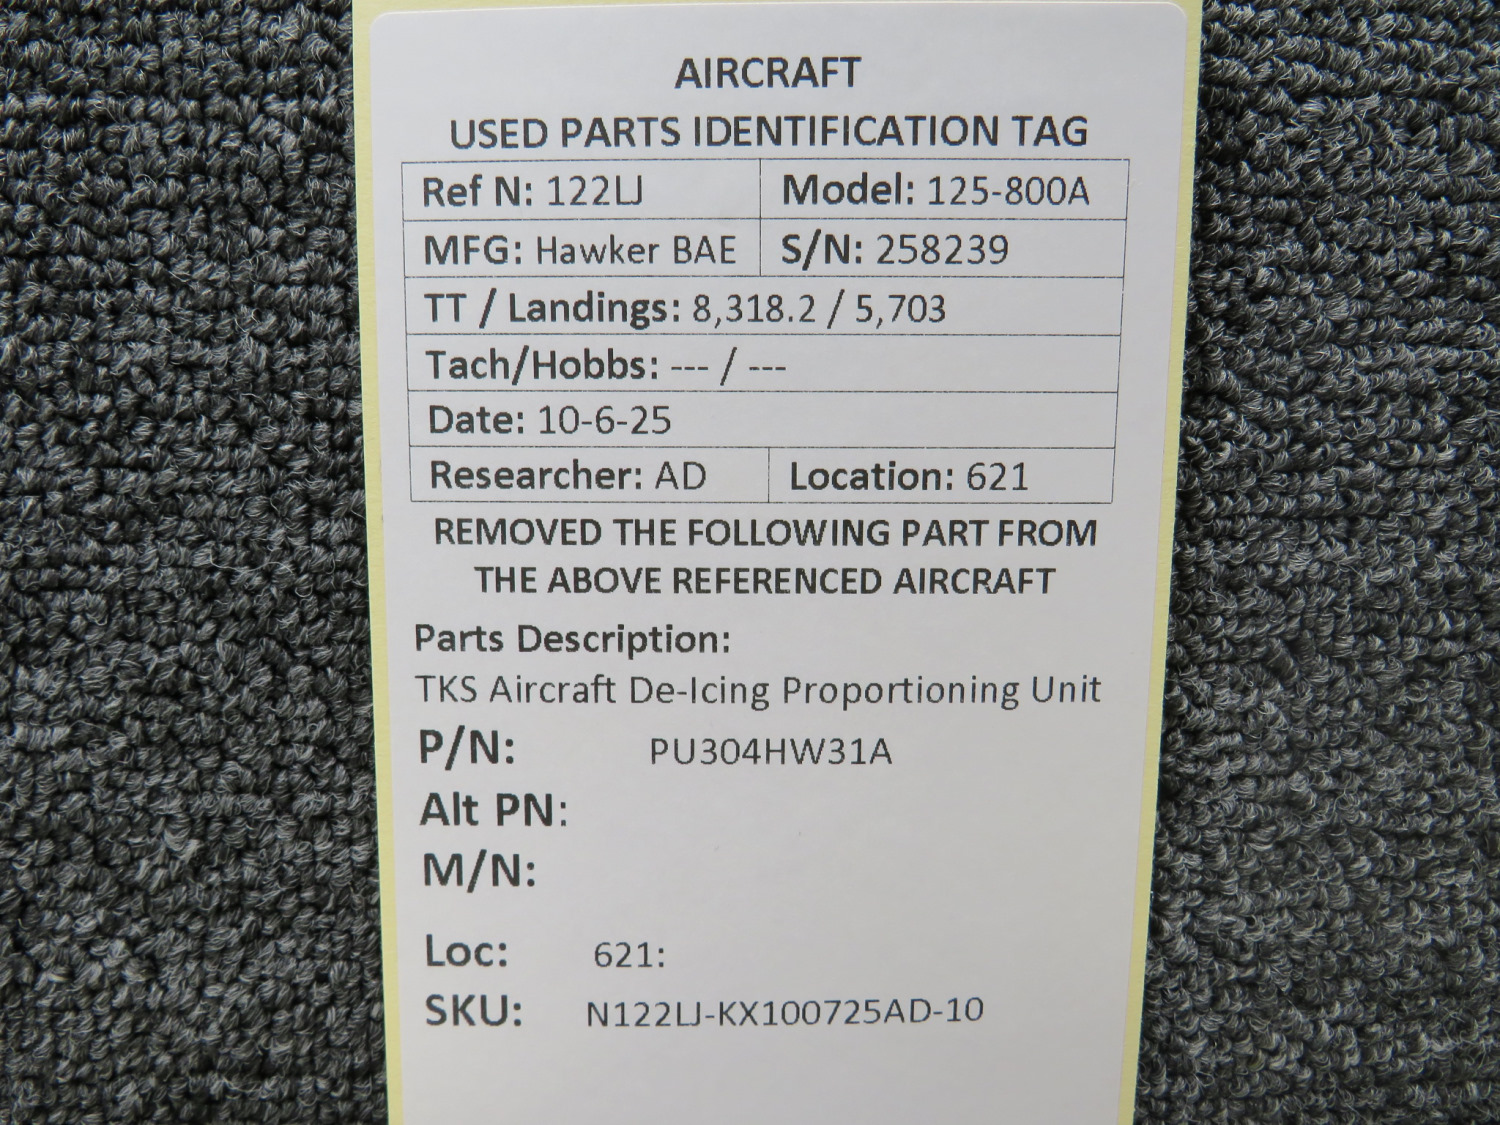 AIRCRAFT
USED PARTS IDENTIFICATION TAG
Ref N: 122LJ Model: 125-800A
MFG: Hawker BAE S/N: 258239
TT / Landings: 8,318.2 / 5,703
Tach/Hobbs: --- / ---
Date: 10-6-25
Researcher: AD Location: 621
REMOVED THE FOLLOWING PART FROM
THE ABOVE REFERENCED AIRCRAFT
Parts Description:
TKS Aircraft De-Icing Proportioning Unit
P/N: PU304HW31A
Alt PN:
M/N:
Loc: 621:
SKU: N122LJ-KX100725AD-10